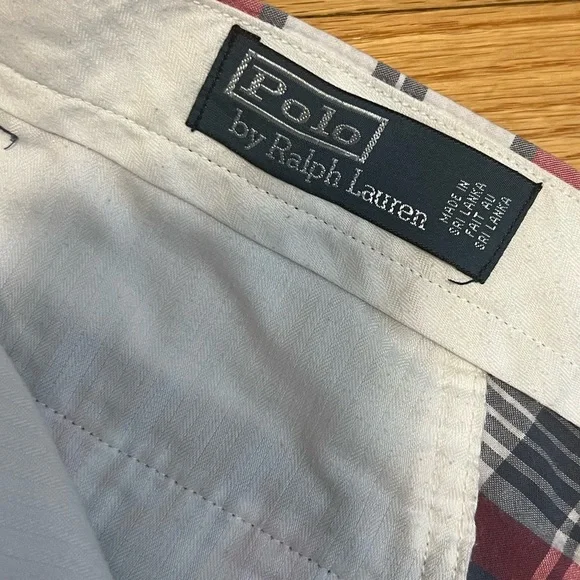 Polo
by Ralph Lauren
MADE IN
SRI LANKA
FAIT AU
SRI LANKA